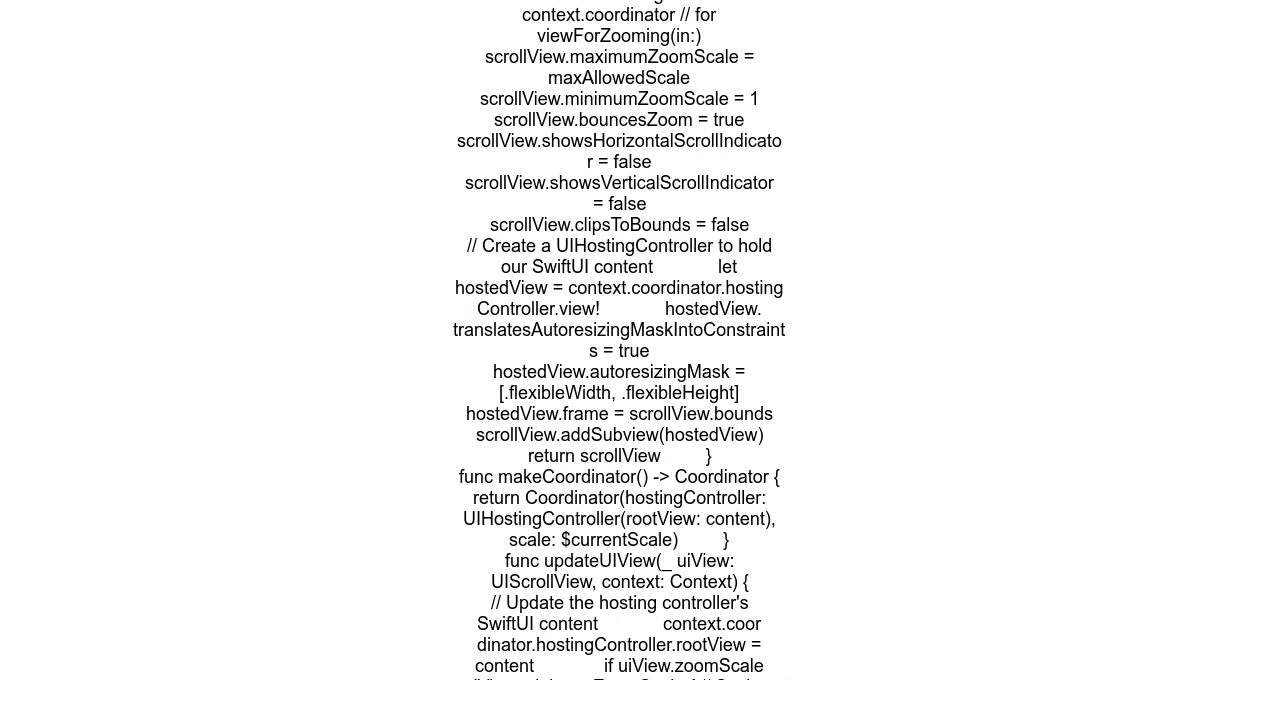 context.coordinator // for
viewForZooming(in:)
scrollView.maximumZoomScale =
maxAllowedScale
scrollView.minimumZoomScale = 1
scrollView.bouncesZoom = true
scrollView.showsHorizontalScrollIndicato
r = false
scrollView.showsVerticalScrollIndicator
= false
scrollView.clipsToBounds = false
// Create a UIHostingController to hold
our SwiftUI content let
hostedView = context.coordinator.hosting
Controller.view! hostedView.
translatesAutoresizingMaskIntoConstraint
s = true
hostedView.autoresizingMask =
[.flexibleWidth, .flexibleHeight]
hostedView.frame = scrollView.bounds
scrollView.addSubview(hostedView)
return scrollView }
func makeCoordinator() -> Coordinator {
return Coordinator(hostingController:
UIHostingController(rootView: content),
scale: $currentScale) }
func updateUIView(_ uiView:
UIScrollView, context: Context) {
// Update the hosting controller's
SwiftUI content context.coor
dinator.hostingController.rootView =
content if uiView.zoomScale